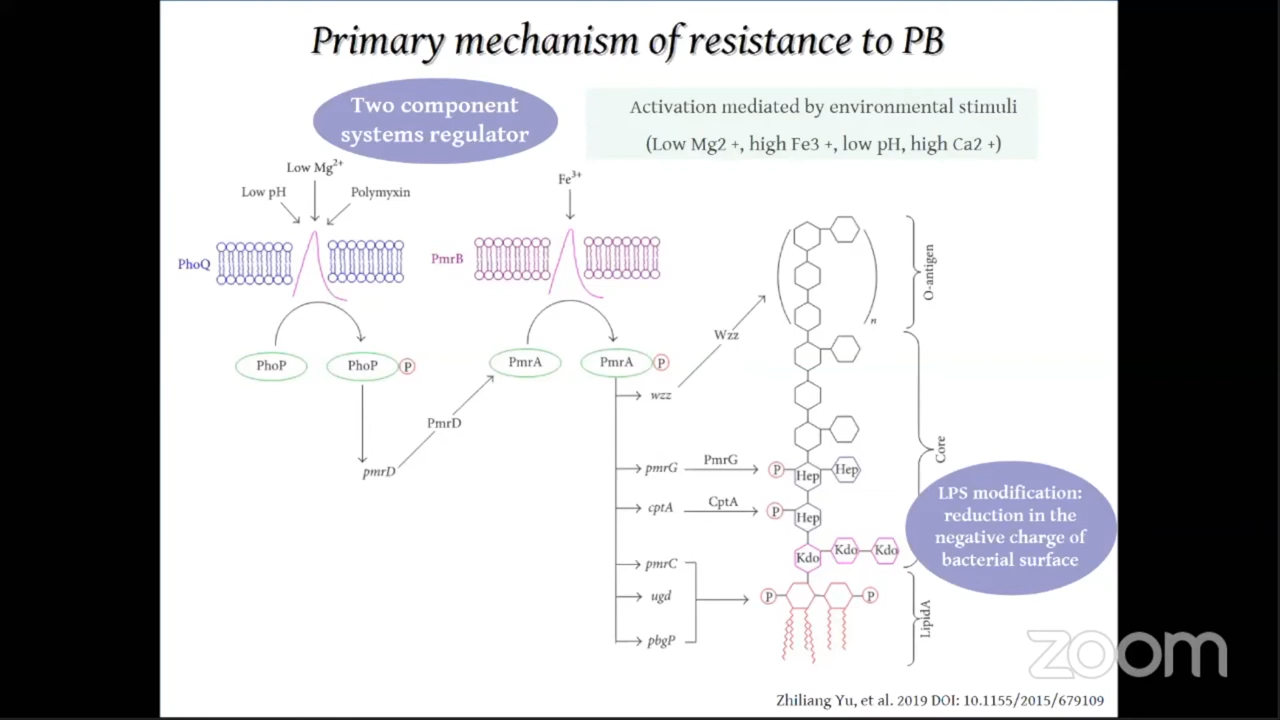 Primary mechanism of resistance to PB
Two component
systems regulator
Activation mediated by environmental stimuli
(Low Mg2 +, high Fe3 +, low pH, high Ca2 +)
Low Mg2+
Low pH
Polymyxin
Fe3+
PhoQ
PmrB
PhoP
PhoP
P
PmrA
PmrA
P
PmrD
pmrD
Wzz
wzz
pmrG
PmrG
cptA
CptA
pmrC
ugd
pbgP
n
O-antigen
Core
P
Hep
Hep
P
Hep
Kdo
Kdo
Kdo
P
P
LipidA
LPS modification:
reduction in the
negative charge of
bacterial surface
zoom
Zhiliang Yu, et al. 2019 DOI: 10.1155/2015/679109